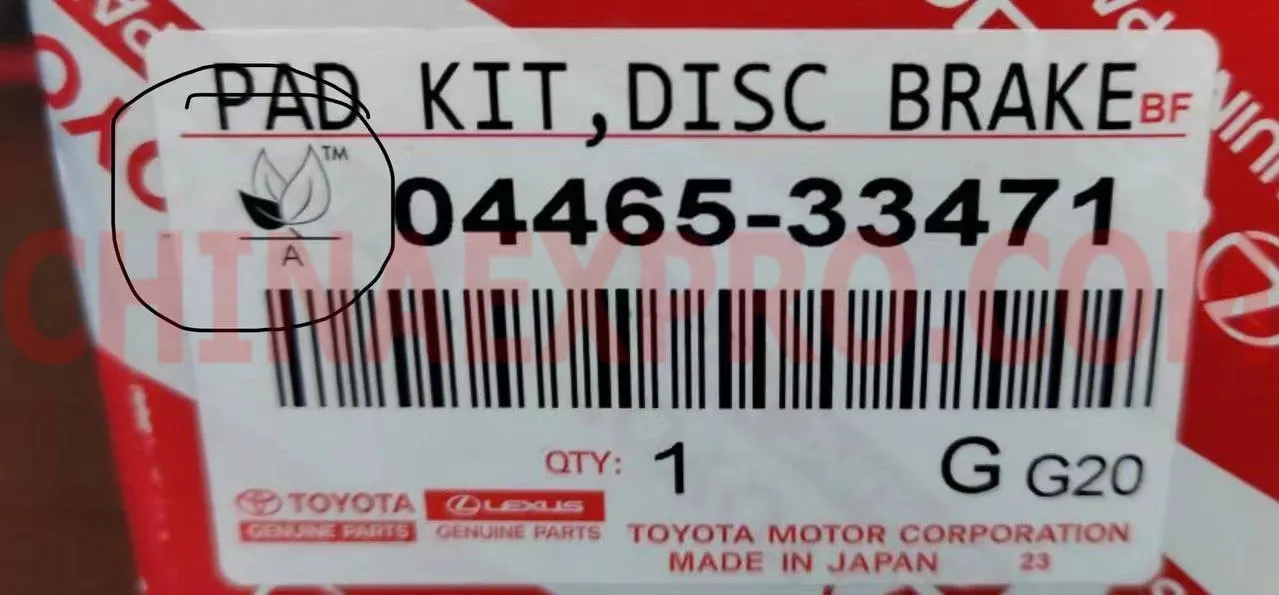 PAD KIT,DISC BRAKE BF
TM
04465-33471
A
CHINAEXPRO.COM
QTY: 1 G G20
TOYOTA LEXUS
GENUINE PARTS GENUINE PARTS
TOYOTA MOTOR CORPORATION
MADE IN JAPAN 23